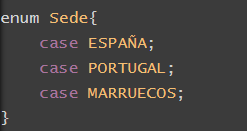 enum Sede{
    case ESPAÑA;
    case PORTUGAL;
    case MARRUECOS;
}